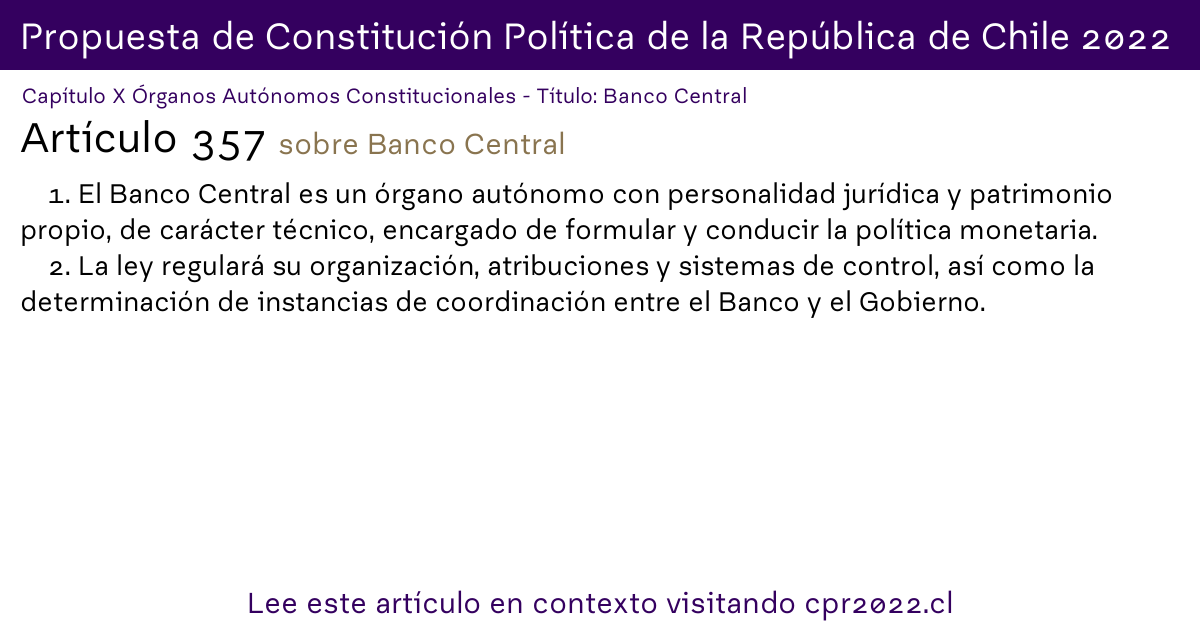 Propuesta de Constitución Política de la República de Chile 2022
Capítulo X Órganos Autónomos Constitucionales - Título: Banco Central
Artículo 357 sobre Banco Central
1. El Banco Central es un órgano autónomo con personalidad jurídica y patrimonio
propio, de carácter técnico, encargado de formular y conducir la política monetaria.
2. La ley regulará su organización, atribuciones y sistemas de control, así como la
determinación de instancias de coordinación entre el Banco y el Gobierno.
Lee este artículo en contexto visitando cpr2022.cl